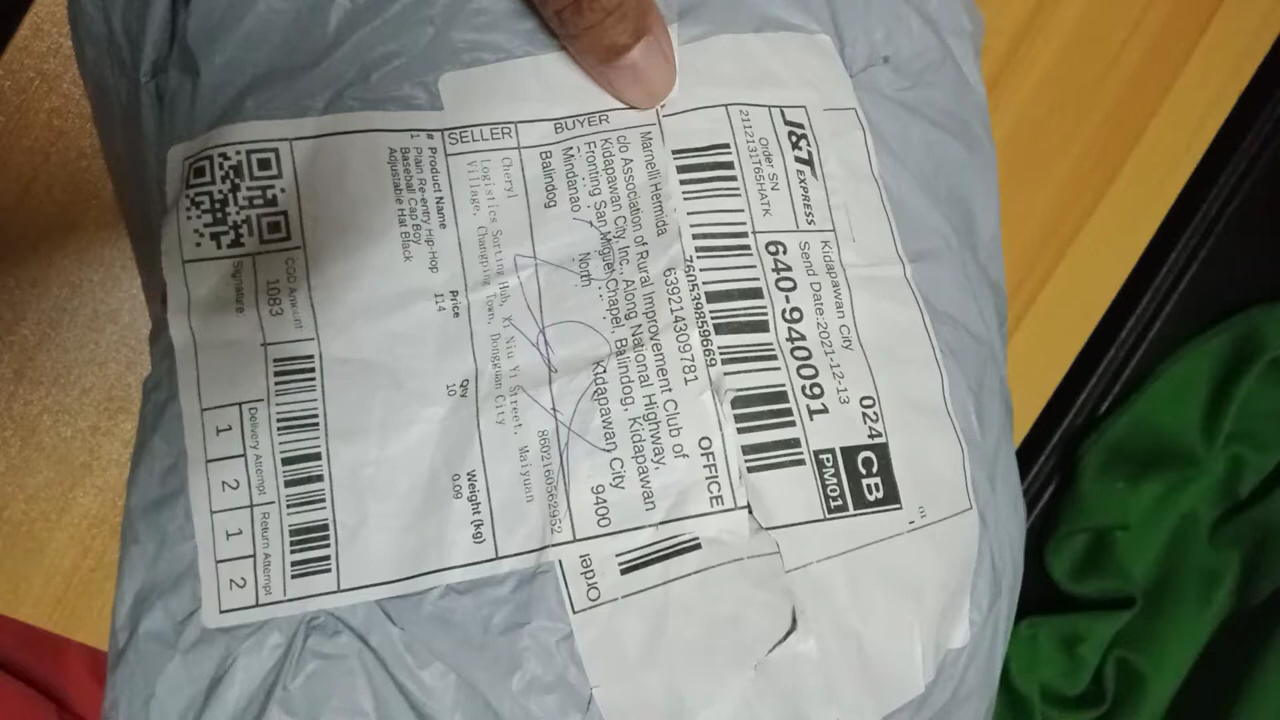 J&T EXPRESS
Kidapawan City
Send Date:2021-12-13
024
CB
Order SN
2112131T65HATK
640-940091
PM01
760539859669
639214309781
OFFICE
BUYER
Marnelli Hermida
c/o Association of Rural Improvement Club of
Kidapawan City, Inc., Along National Highway,
Fronting San Miguel Chapel, Balindog, Kidapawan
Mindanao North Kidapawan City 9400
Balindog
Order
SELLER
Cheryl 8602160562952
Logistics Sorting Hub, Xi Niu Yi Street, Maiyuan
Village, Changping Town, Dongguan City
# Product Name Price Qty Weight (kg)
1 Plain Re-entry Hip-Hop 114 10 0.09
Baseball Cap Boy
Adjustable Hat Black
COD Amount
1083
Signature:
Delivery Attempt Return Attempt
1 2 1 2